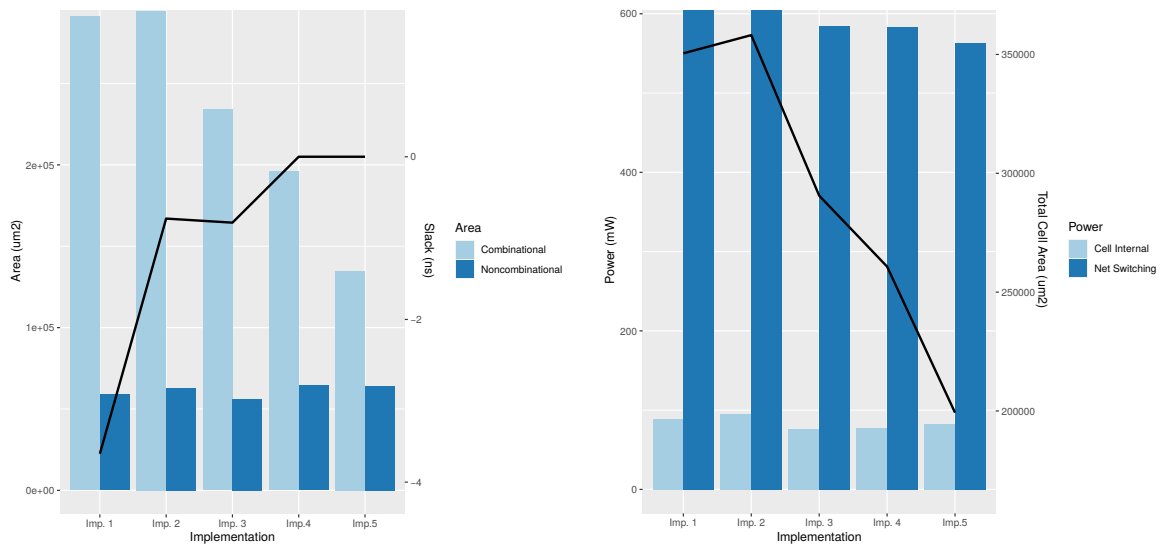 Area (um2)
2e+05
1e+05
0e+00
Imp. 1
Imp. 2
Imp. 3
Imp.4
Imp.5
Implementation
0
−2
−4
Slack (ns)
Area
Combinational
Noncombinational
Power (mW)
600
400
200
0
Imp. 1
Imp. 2
Imp. 3
Imp. 4
Imp.5
Implementation
350000
300000
250000
200000
Total Cell Area (um2)
Power
Cell Internal
Net Switching